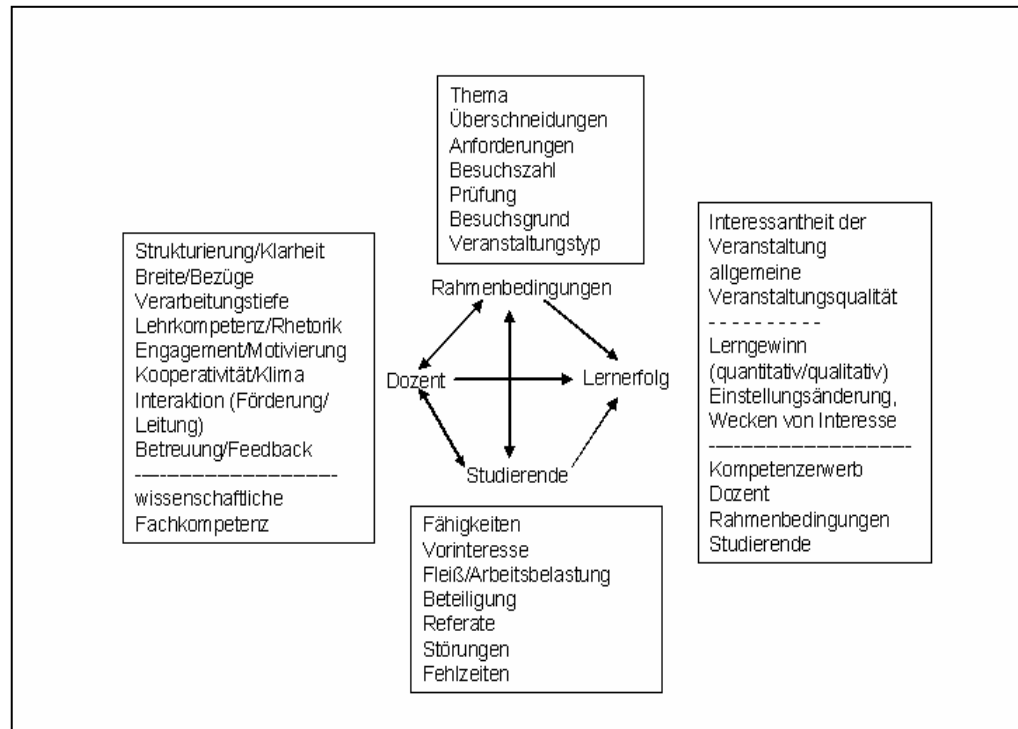 Thema
Überschneidungen
Anforderungen
Besuchszahl
Prüfung
Besuchsgrund
Veranstaltungstyp
Strukturierung/Klarheit
Breite/Bezüge
Verarbeitungstiefe
Lehrkompetenz/Rhetorik
Engagement/Motivierung
Kooperativität/Klima
Interaktion (Förderung/
Leitung)
Betreuung/Feedback
wissenschaftliche
Fachkompetenz
Rahmenbedingungen
Dozent
Lernerfolg
Studierende
Interessantheit der
Veranstaltung
allgemeine
Veranstaltungsqualität
Lerngewinn
(quantitativ/qualitativ)
Einstellungsänderung,
Wecken von Interesse
Kompetenzerwerb
Dozent
Rahmenbedingungen
Studierende
Fähigkeiten
Vorinteresse
Fleiß/Arbeitsbelastung
Beteiligung
Referate
Störungen
Fehlzeiten